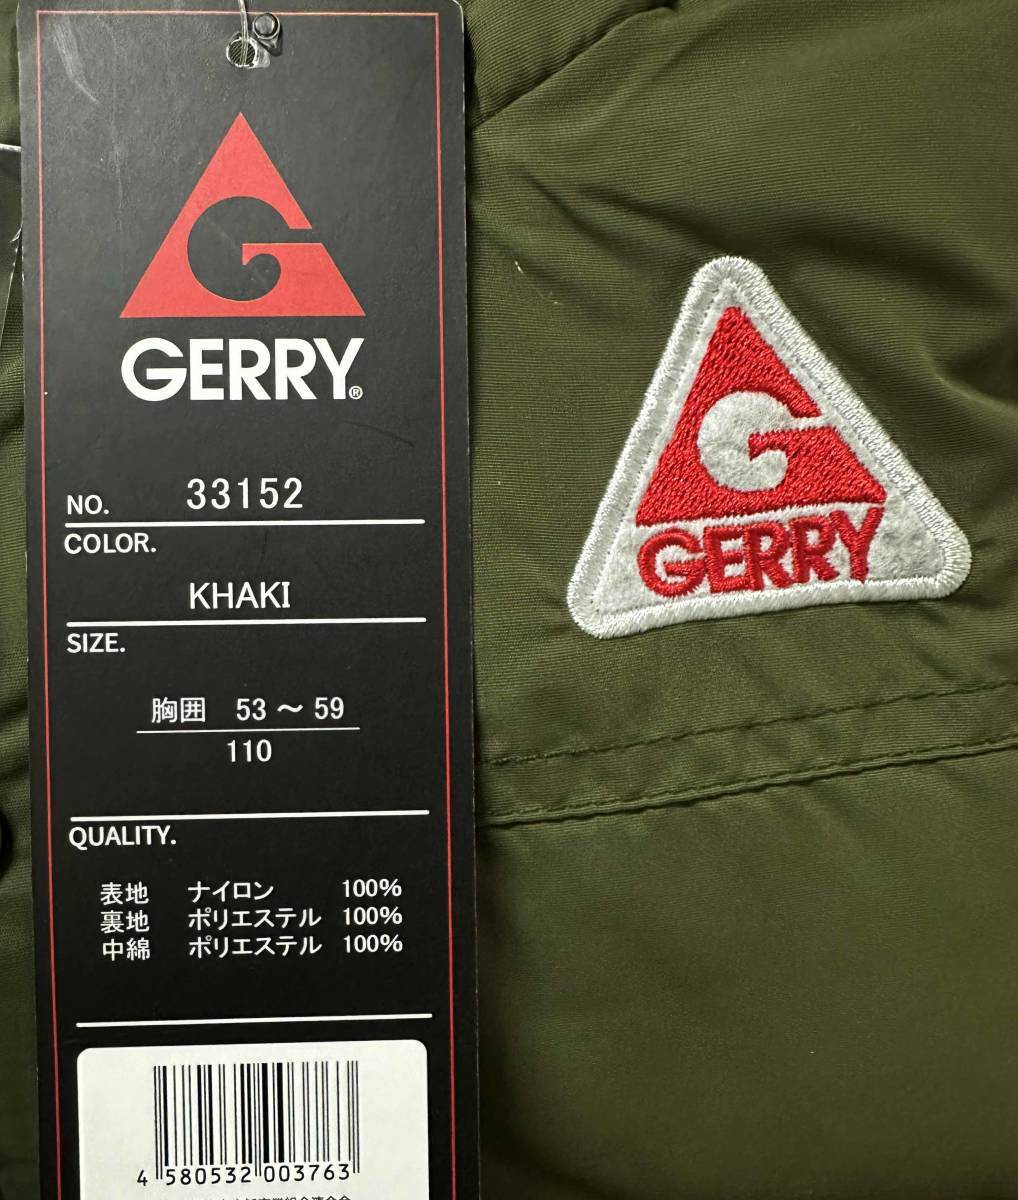 GERRY®
NO. 33152
COLOR.
KHAKI
SIZE.
胸囲 53 ～ 59
110
QUALITY.
表地 ナイロン 100%
裏地 ポリエステル 100%
中綿 ポリエステル 100%
4 580532 003763
G
GERRY